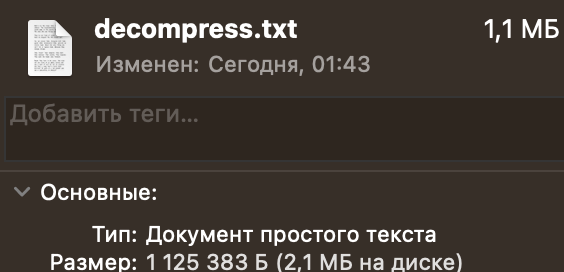 decompress.txt 1,1 МБ
Изменен: Сегодня, 01:43
Добавить теги...
Основные:
Тип: Документ простого текста
Размер: 1 125 383 Б (2,1 МБ на диске)